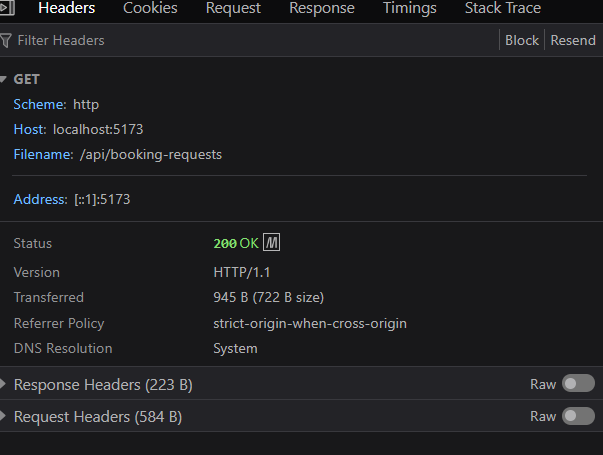 Headers Cookies Request Response Timings Stack Trace
Filter Headers Block Resend
GET
Scheme: http
Host: localhost:5173
Filename: /api/booking-requests
Address: [::1]:5173
Status 200 OK M
Version HTTP/1.1
Transferred 945 B (722 B size)
Referrer Policy strict-origin-when-cross-origin
DNS Resolution System
Response Headers (223 B) Raw
Request Headers (584 B) Raw